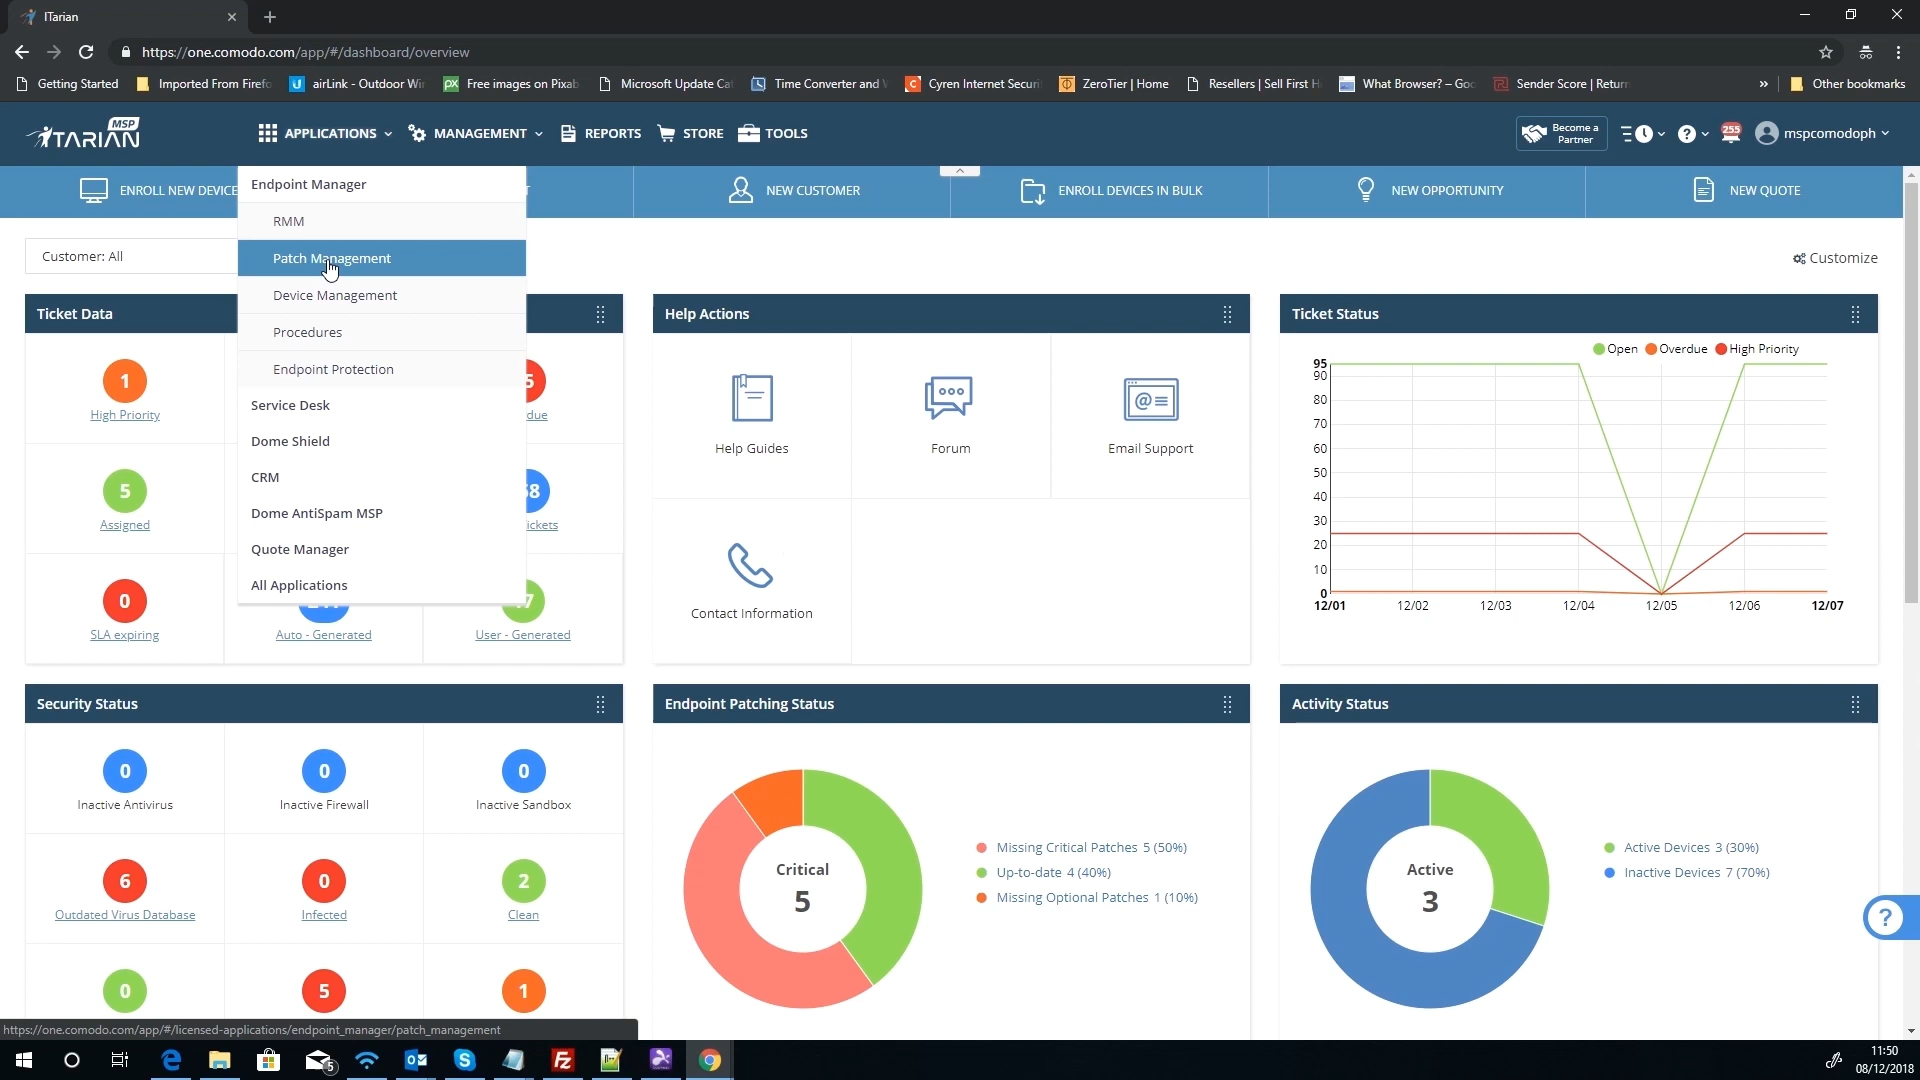 ITarian
https://one.comodo.com/app/#/dashboard/overview
Getting Started
Imported From Firefo
airLink - Outdoor Wi
Free images on Pixab
Microsoft Update Cat
Time Converter and
Cyren Internet Securi
ZeroTier | Home
Resellers | Sell First H
What Browser? – Goo
Sender Score | Return
»
Other bookmarks
ITARIAN MSP
APPLICATIONS
MANAGEMENT
REPORTS
STORE
TOOLS
Become a
Partner
255
mspcomodoph
ENROLL NEW DEVICE
T
NEW CUSTOMER
ENROLL DEVICES IN BULK
NEW OPPORTUNITY
NEW QUOTE
Endpoint Manager
RMM
Patch Management
Device Management
Procedures
Endpoint Protection
Service Desk
Dome Shield
CRM
Dome AntiSpam MSP
Quote Manager
All Applications
Customer: All
Customize
Ticket Data
1
High Priority
5
due
5
Assigned
58
ickets
0
SLA expiring
Auto - Generated
7
User - Generated
Help Actions
Help Guides
Forum
Email Support
Contact Information
Ticket Status
Open
Overdue
High Priority
95
90
80
70
60
50
40
30
20
10
0
12/01
12/02
12/03
12/04
12/05
12/06
12/07
Security Status
0
Inactive Antivirus
0
Inactive Firewall
0
Inactive Sandbox
6
Outdated Virus Database
0
Infected
2
Clean
0
5
1
Endpoint Patching Status
Critical
5
Missing Critical Patches 5 (50%)
Up-to-date 4 (40%)
Missing Optional Patches 1 (10%)
Activity Status
Active
3
Active Devices 3 (30%)
Inactive Devices 7 (70%)
?
https://one.comodo.com/app/#/licensed-applications/endpoint_manager/patch_management
5
11:50
08/12/2018